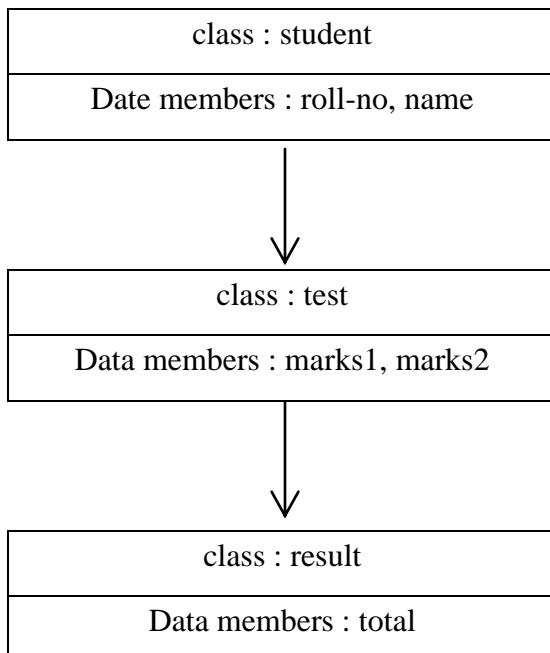 class : student
Date members : roll-no, name
class : test
Data members : marks1, marks2
class : result
Data members : total